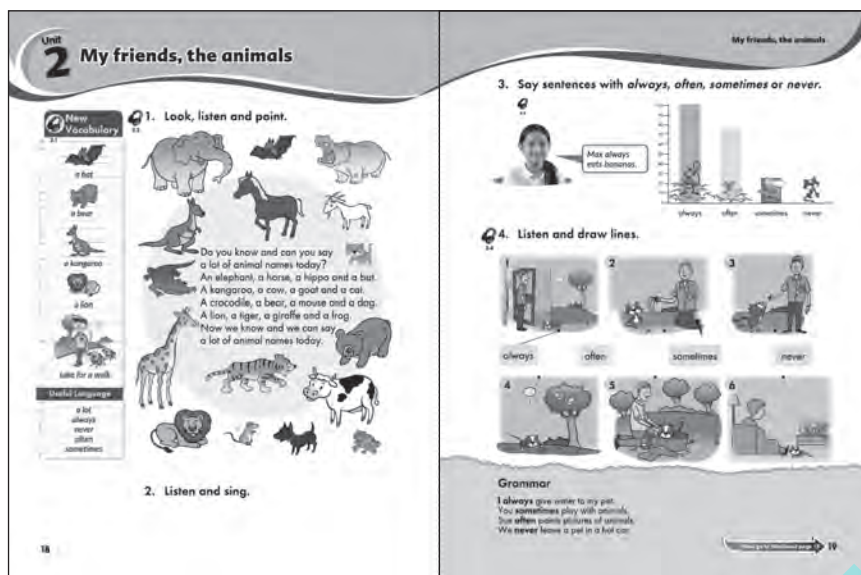 Unit
2 My friends, the animals
New
Vocabulary
a bat
a bear
a kangaroo
a lion
take for a walk
Useful Language
a lot
always
never
often
sometimes
1. Look, listen and point.
Do you know and can you say
a lot of animal names today?
An elephant, a horse, a hippo and a bat.
A kangaroo, a cow, a goat and a cat.
A crocodile, a bear, a mouse and a dog.
A lion, a tiger, a giraffe and a frog.
Now we know and we can say
a lot of animal names today.
2. Listen and sing.
18
My friends, the animals
3. Say sentences with always, often, sometimes or never.
Max always
eats bananas.
always often sometimes never
4. Listen and draw lines.
1 2 3
always often sometimes never
4 5 6
Grammar
I always give water to my pet.
You sometimes play with animals.
Sue often paints pictures of animals.
We never leave a pet in a hot car.
19